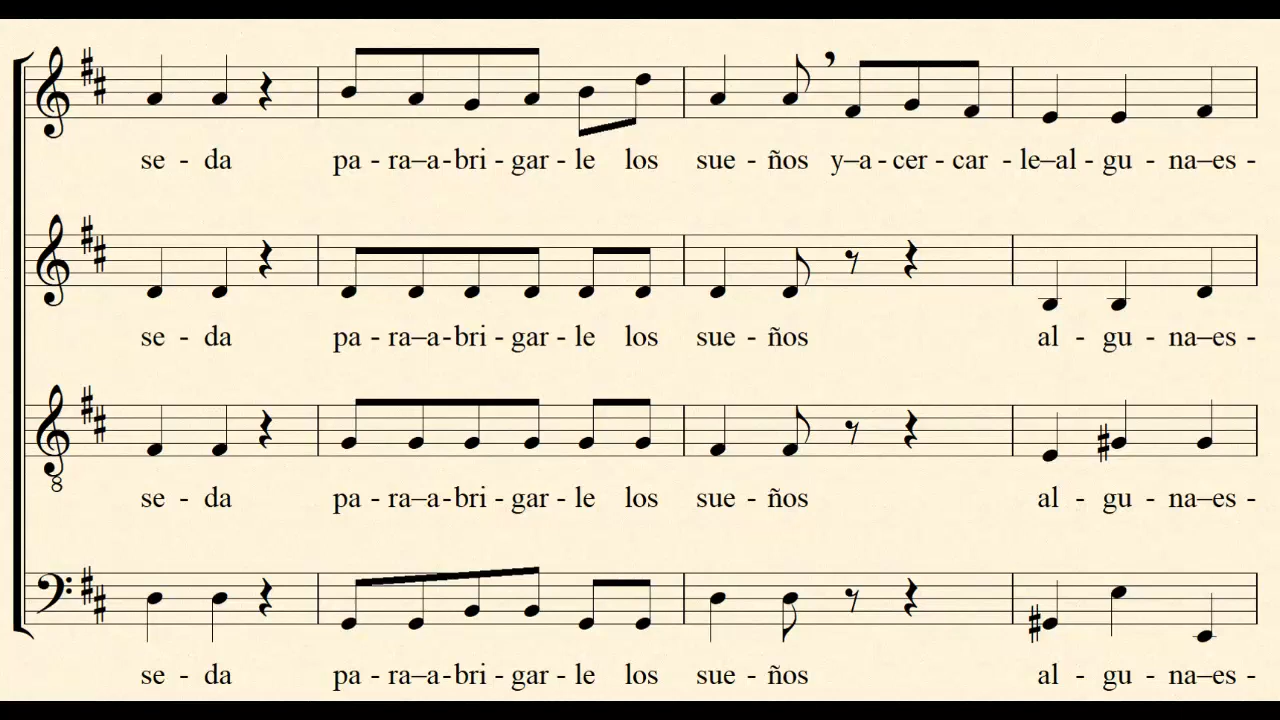 se - da pa - ra–a - bri - gar - le los sue - ños y–a - cer - car - le–al - gu - na–es -
se - da pa - ra–a - bri - gar - le los sue - ños al - gu - na–es -
8
se - da pa - ra–a - bri - gar - le los sue - ños al - gu - na–es -
se - da pa - ra–a - bri - gar - le los sue - ños al - gu - na–es -